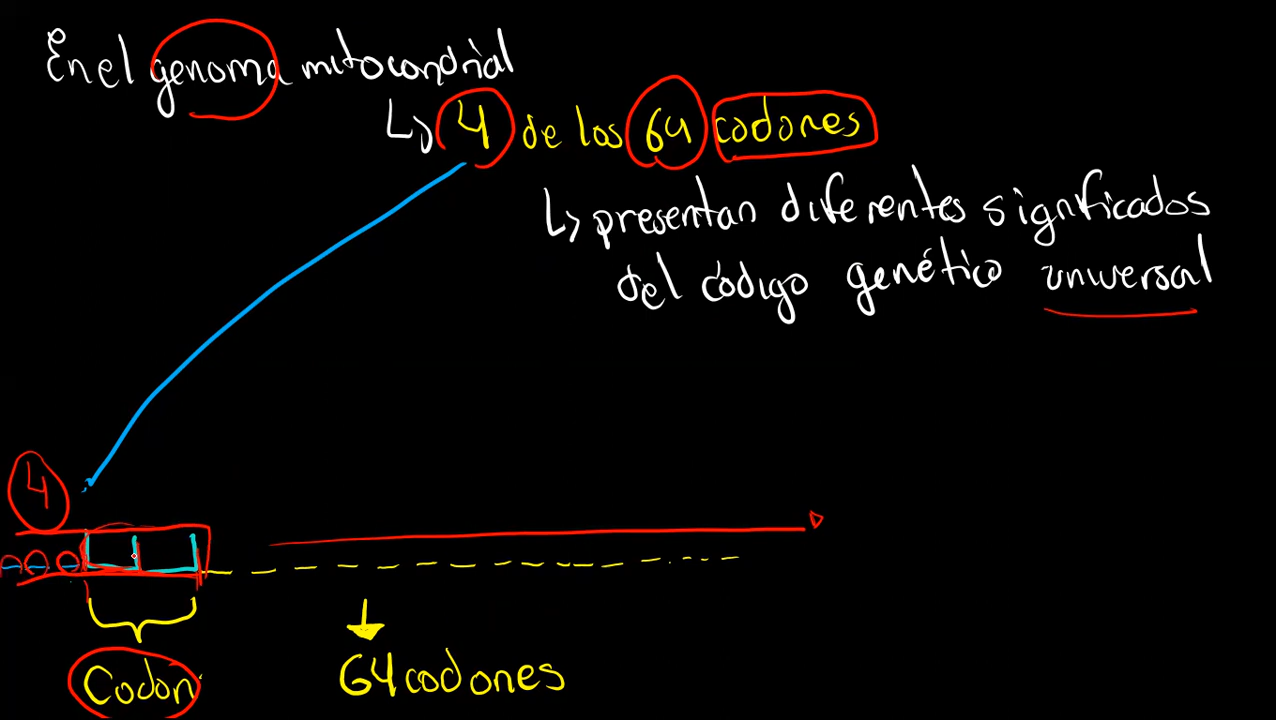 En el genoma mitocondrial
↳ 4 de los 64 codones
↳ presentan diferentes significados
del código genético universal
4
Codon
64 codones